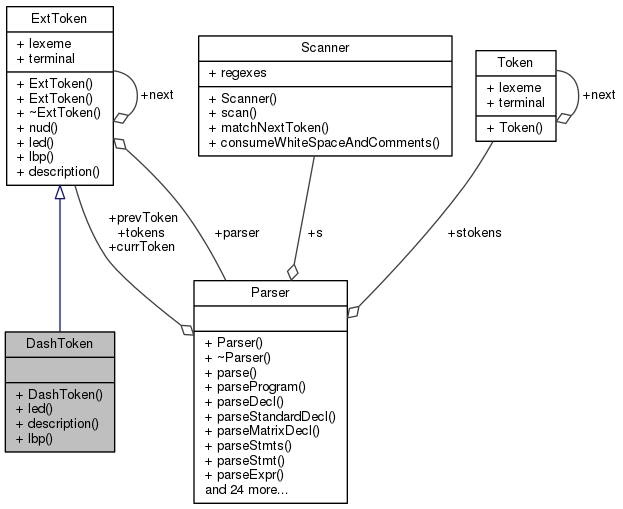 ExtToken
+ lexeme
+ terminal
+ ExtToken()
+ ExtToken()
+ ~ExtToken()
+ nud()
+ led()
+ lbp()
+ description()
+next
Scanner
+ regexes
+ Scanner()
+ scan()
+ matchNextToken()
+ consumeWhiteSpaceAndComments()
Token
+ lexeme
+ terminal
+ Token()
+next
+prevToken
+tokens
+currToken
+parser
+s
+stokens
DashToken
+ DashToken()
+ led()
+ description()
+ lbp()
Parser
+ Parser()
+ ~Parser()
+ parse()
+ parseProgram()
+ parseDecl()
+ parseStandardDecl()
+ parseMatrixDecl()
+ parseStmts()
+ parseStmt()
+ parseExpr()
and 24 more...